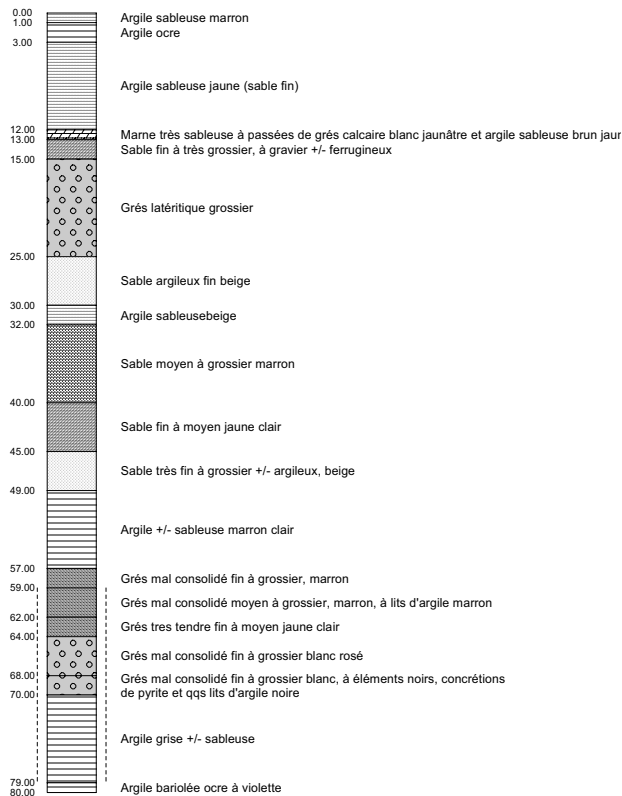 0.00
Argile sableuse marron
1.00
Argile ocre
3.00
Argile sableuse jaune (sable fin)
12.00
Marne très sableuse à passées de grés calcaire blanc jaunâtre et argile sableuse brun jaur
13.00
Sable fin à très grossier, à gravier +/- ferrugineux
15.00
Grés latéritique grossier
25.00
Sable argileux fin beige
30.00
Argile sableusebeige
32.00
Sable moyen à grossier marron
40.00
Sable fin à moyen jaune clair
45.00
Sable très fin à grossier +/- argileux, beige
49.00
Argile +/- sableuse marron clair
57.00
Grés mal consolidé fin à grossier, marron
59.00
Grés mal consolidé moyen à grossier, marron, à lits d'argile marron
62.00
Grés tres tendre fin à moyen jaune clair
64.00
Grés mal consolidé fin à grossier blanc rosé
68.00
Grés mal consolidé fin à grossier blanc, à éléments noirs, concrétions
de pyrite et qqs lits d'argile noire
70.00
Argile grise +/- sableuse
79.00
Argile bariolée ocre à violette
80.00